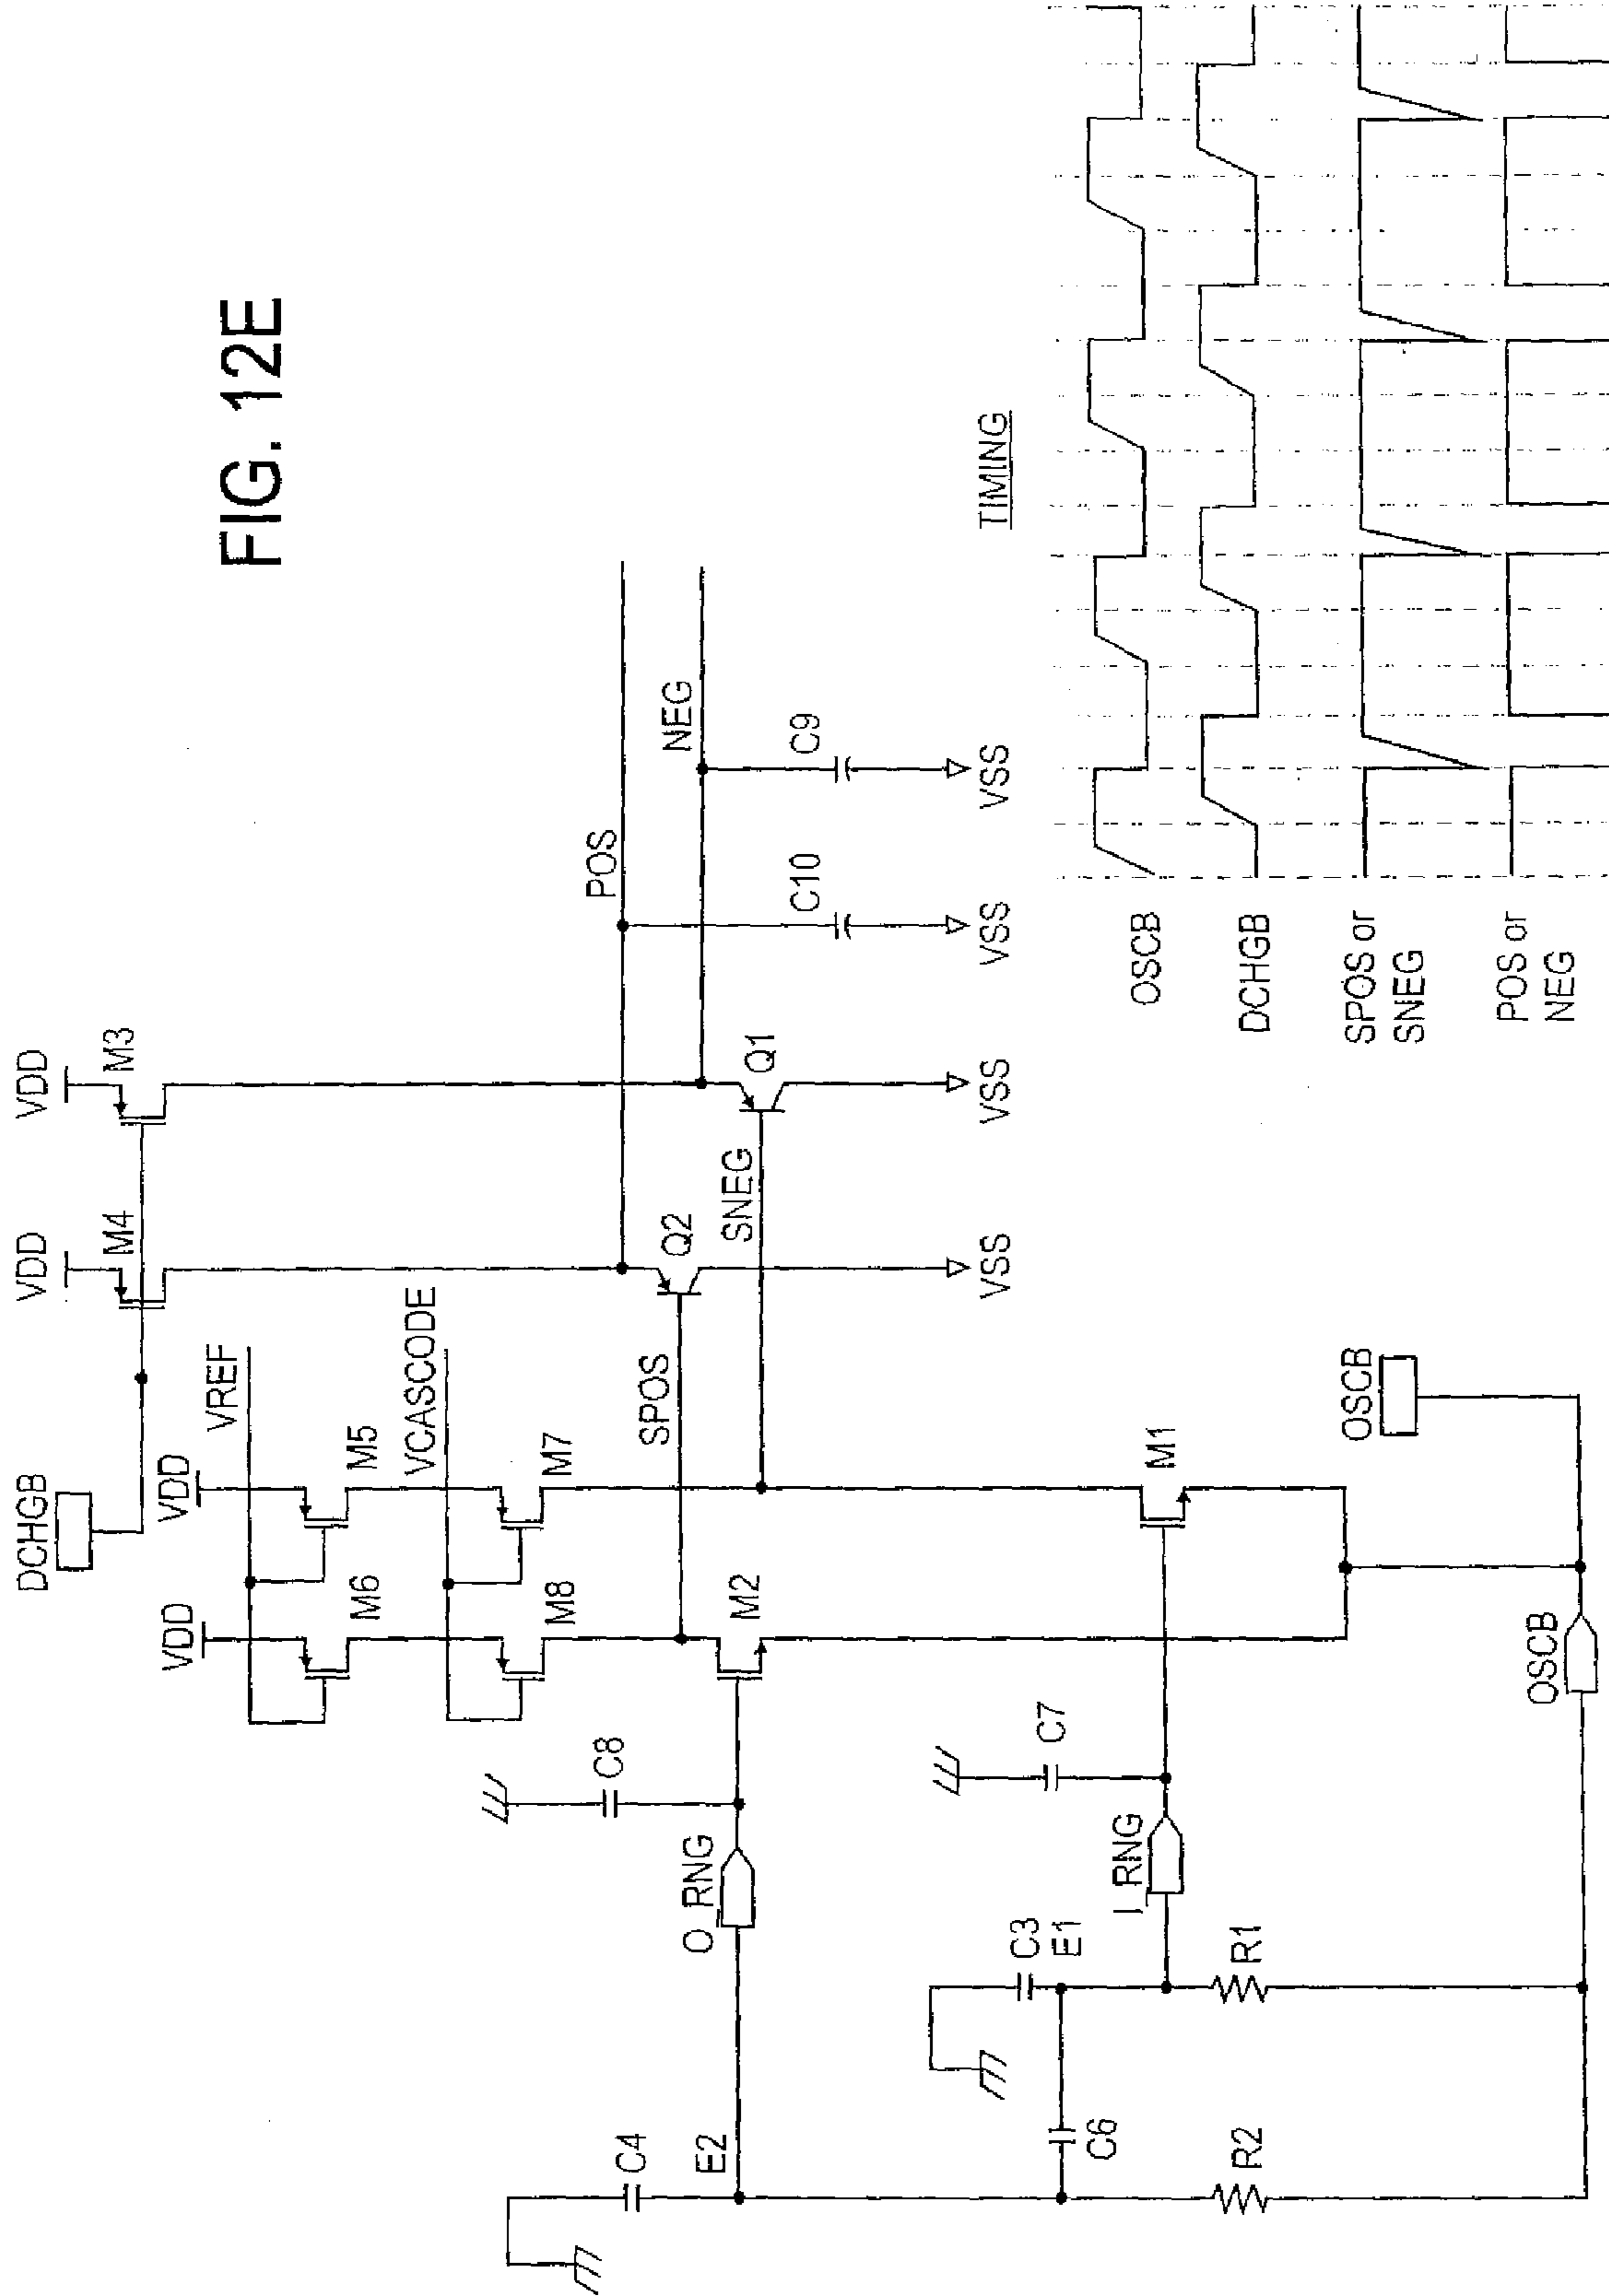 FIG. 12E
DCHGB
VDD
VDD
VDD
VDD
M4
M3
VREF
M6
M5
VCASCODE
M8
M7
SPOS
SNEG
Q2
Q1
POS
NEG
C10
C9
VSS
VSS
VSS
VSS
M2
M1
C8
C7
O_RNG
I_RNG
C4
E2
C3
E1
C6
R2
R1
OSCB
OSCB
TIMING
OSCB
DCHGB
SPOS or
SNEG
POS or
NEG